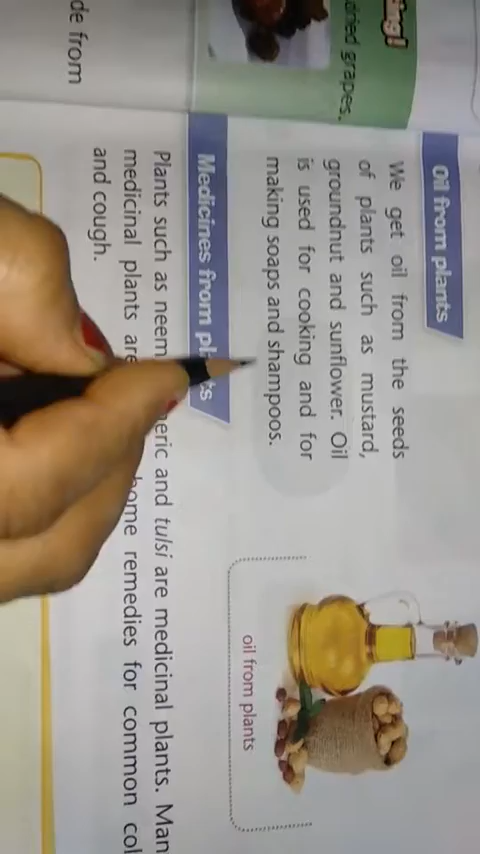 ing!
dried grapes.
de from
Oil from plants
We get oil from the seeds
of plants such as mustard,
groundnut and sunflower. Oil
is used for cooking and for
making soaps and shampoos.
oil from plants
Medicines from pl ts
Plants such as neem eric and tulsi are medicinal plants. Man
medicinal plants are home remedies for common col
and cough.